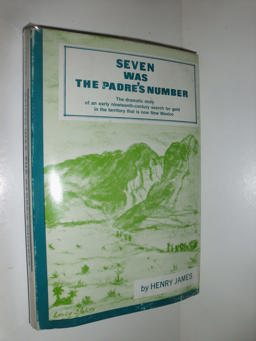 SEVEN
WAS
THE PADRE'S NUMBER
The dramatic study
of an early nineteenth-century search for gold
in the territory that is now New Mexico
by HENRY JAMES